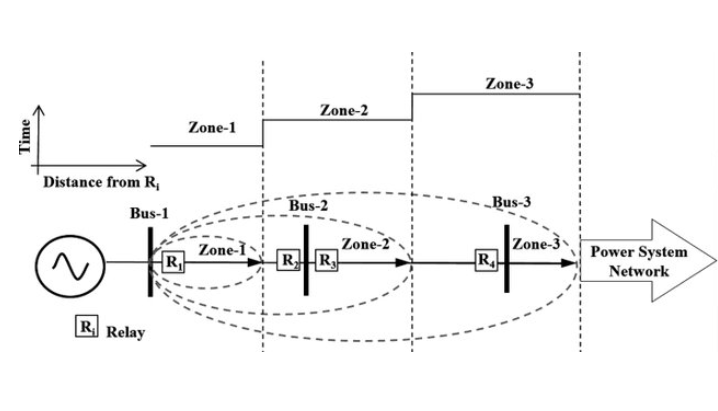 Zone-3
Zone-2
Zone-1
Time
Distance from Ri
Bus-1
Bus-2
Bus-3
R1
Zone-1
R2
R3
Zone-2
R4
Zone-3
Power System
Network
Ri Relay